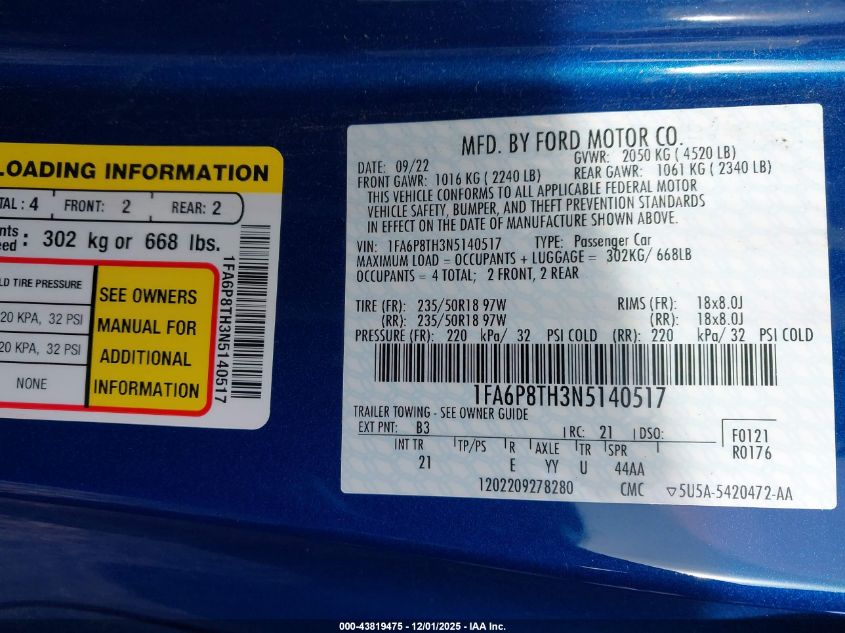 LOADING INFORMATION
TAL : 4 FRONT: 2 REAR: 2
302 kg or 668 lbs.
TIRE PRESSURE
20 KPA, 32 PSI
20 KPA, 32 PSI
NONE
SEE OWNERS
MANUAL FOR
ADDITIONAL
INFORMATION
1FA6P8TH3N5140517
MFD. BY FORD MOTOR CO.
DATE: 09/22 GVWR: 2050 KG ( 4520 LB)
FRONT GAWR: 1016 KG ( 2240 LB) REAR GAWR: 1061 KG ( 2340 LB)
THIS VEHICLE CONFORMS TO ALL APPLICABLE FEDERAL MOTOR
VEHICLE SAFETY, BUMPER, AND THEFT PREVENTION STANDARDS
IN EFFECT ON THE DATE OF MANUFACTURE SHOWN ABOVE.
VIN: 1FA6P8TH3N5140517 TYPE: Passenger Car
MAXIMUM LOAD = OCCUPANTS + LUGGAGE = 302KG/ 668LB
OCCUPANTS = 4 TOTAL; 2 FRONT, 2 REAR
TIRE (FR): 235/50R18 97W RIMS (FR): 18x8.0J
(RR): 235/50R18 97W (RR): 18x8.0J
PRESSURE (FR): 220 kPa/ 32 PSI COLD (RR): 220 kPa/ 32 PSI COLD
1FA6P8TH3N5140517
TRAILER TOWING - SEE OWNER GUIDE
EXT PNT: B3 RC: 21 DSO: F0121
INT TR TP/PS R AXLE TR SPR R0176
21 E YY U 44AA
1202209278280 CMC 5U5A-5420472-AA
000-43819475 - 12/01/2025 - IAA Inc.